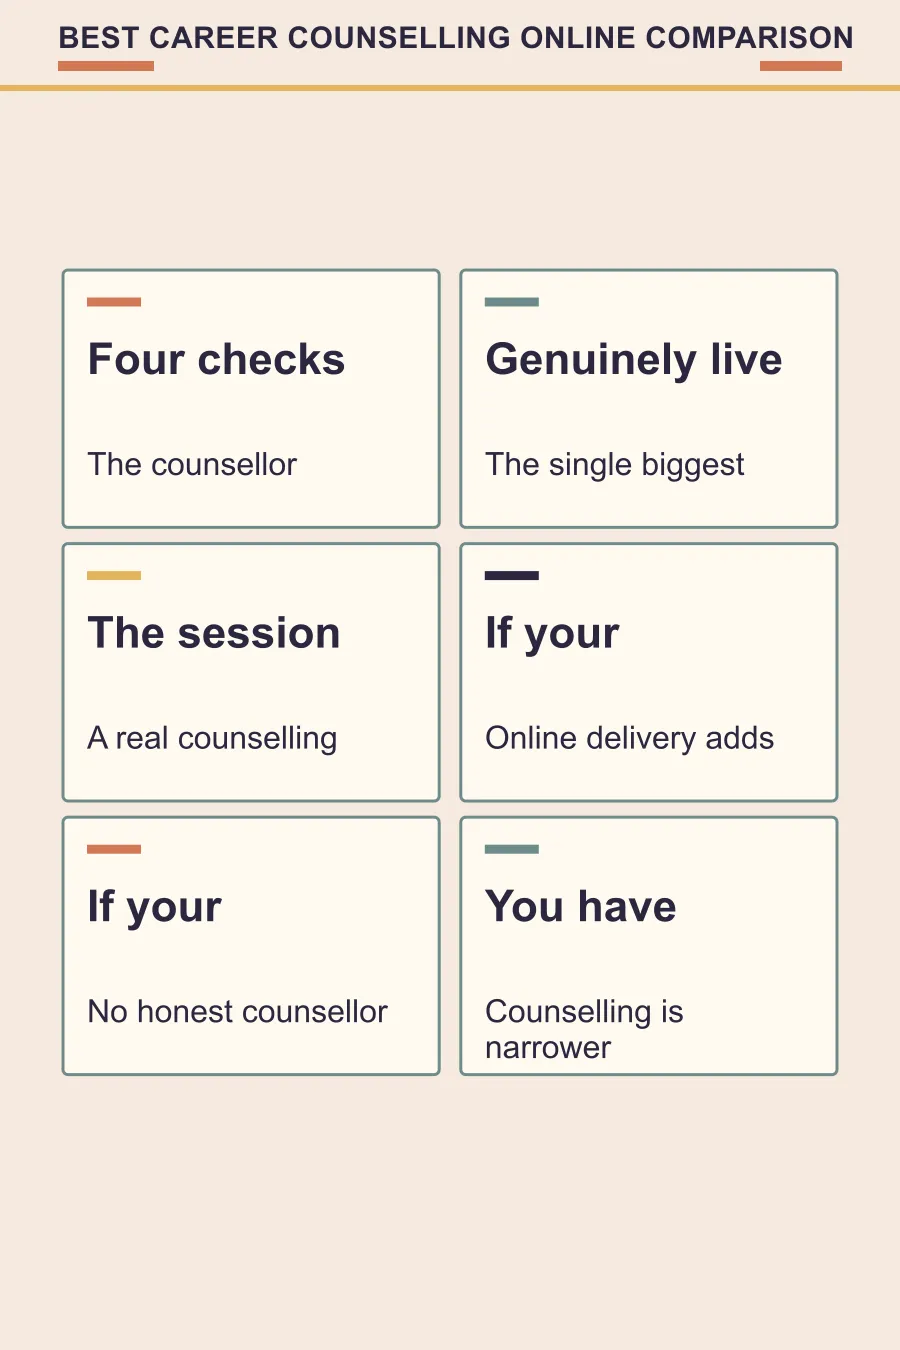 BEST CAREER COUNSELLING ONLINE COMPARISON
Four checks
The counsellor
Genuinely live
The single biggest
The session
A real counselling
If your
Online delivery adds
If your
No honest counsellor
You have
Counselling is
narrower